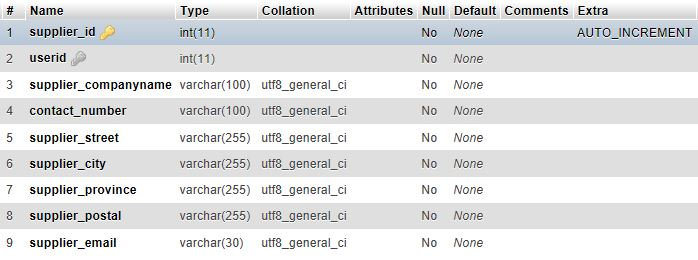 # Name Type Collation Attributes Null Default Comments Extra
1 supplier_id int(11) No None AUTO_INCREMENT
2 userid int(11) No None
3 supplier_companyname varchar(100) utf8_general_ci No None
4 contact_number varchar(100) utf8_general_ci No None
5 supplier_street varchar(255) utf8_general_ci No None
6 supplier_city varchar(255) utf8_general_ci No None
7 supplier_province varchar(255) utf8_general_ci No None
8 supplier_postal varchar(255) utf8_general_ci No None
9 supplier_email varchar(30) utf8_general_ci No None